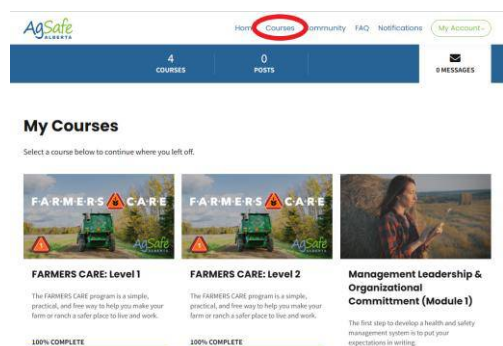 AgSafe
ALBERTA
Home Courses Community FAQ Notifications My Account
4
COURSES
0
POSTS
0 MESSAGES
My Courses
Select a course below to continue where you left off.
F·A·R·M·E·R·S C·A·R·E
AgSafe
F·A·R·M·E·R·S C·A·R·E
AgSafe
FARMERS CARE: Level 1
The FARMERS CARE program is a simple,
practical, and free way to help you make your
farm or ranch a safer place to live and work.
100% COMPLETE
FARMERS CARE: Level 2
The FARMERS CARE program is a simple,
practical, and free way to help you make your
farm or ranch a safer place to live and work.
100% COMPLETE
Management Leadership &
Organizational
Committment (Module 1)
The first step to develop a health and safety
management system is to put your
expectations in writing.